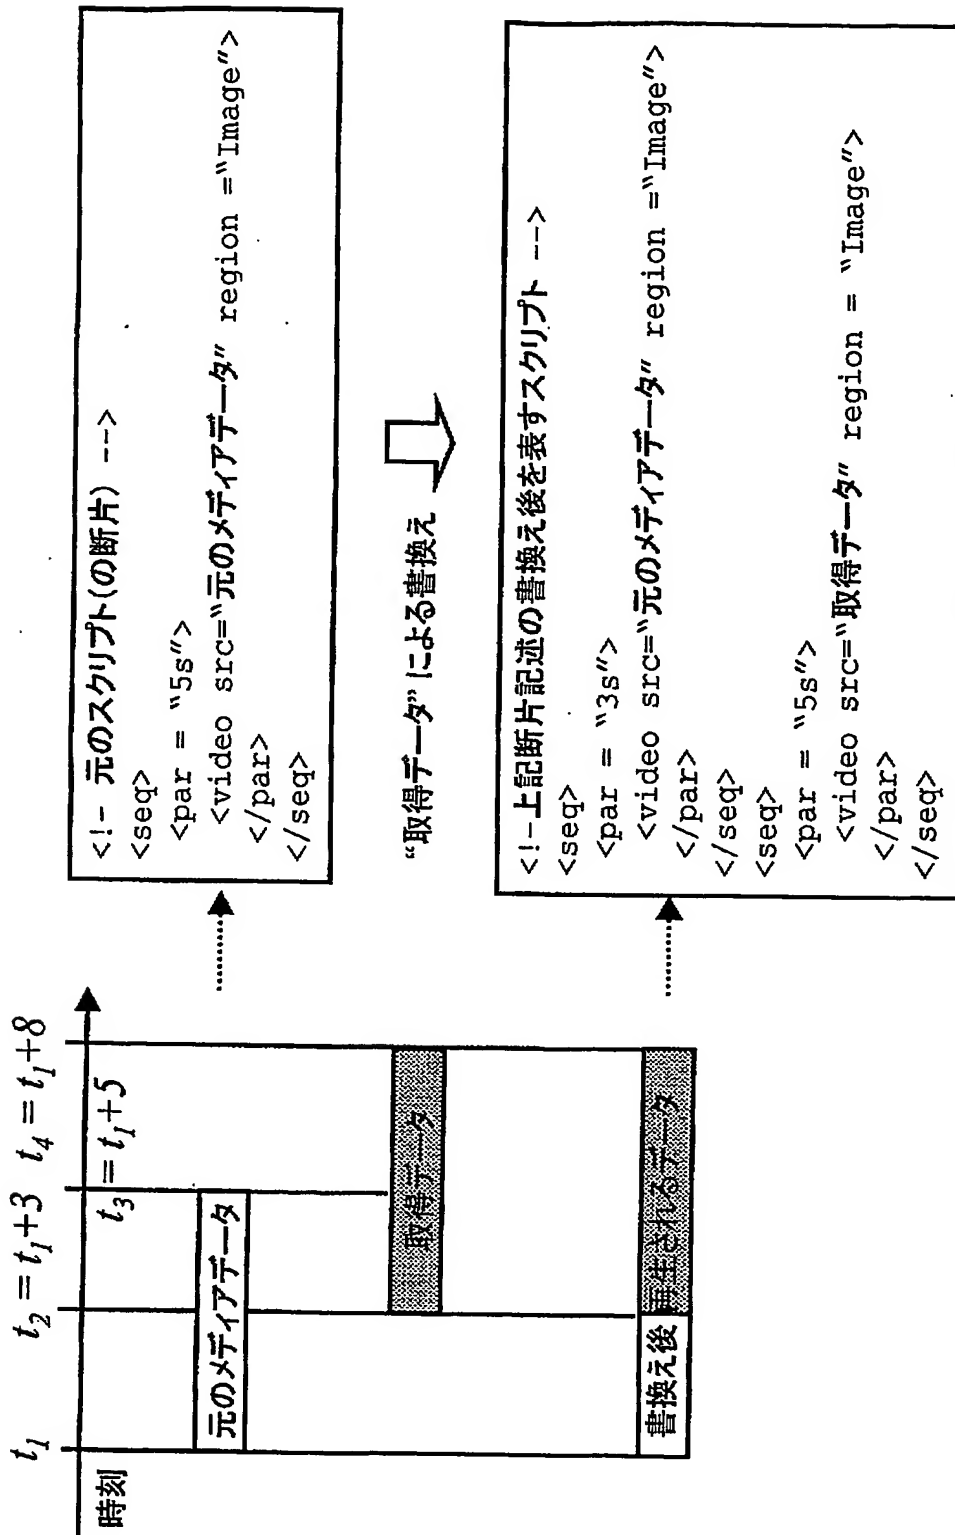 時刻
t₁
t₂=t₁+3
t₄=t₁+8
t₃=t₁+5
元のメディアデータ
取得データ
書換え後 再生されるデータ
<!- 元のスクリプト(の断片) -->
<seq>
<par = “5s”>
<video src=“元のメディアデータ” region =“Image”>
</par>
</seq>
“取得データ”による書換え
<!-上記断片記述の書換え後を表すスクリプト -->
<seq>
<par = “3s”>
<video src=“元のメディアデータ” region =“Image”>
</par>
</seq>
<seq>
<par = “5s”>
<video src=“取得データ” region = “Image”>
</par>
</seq>